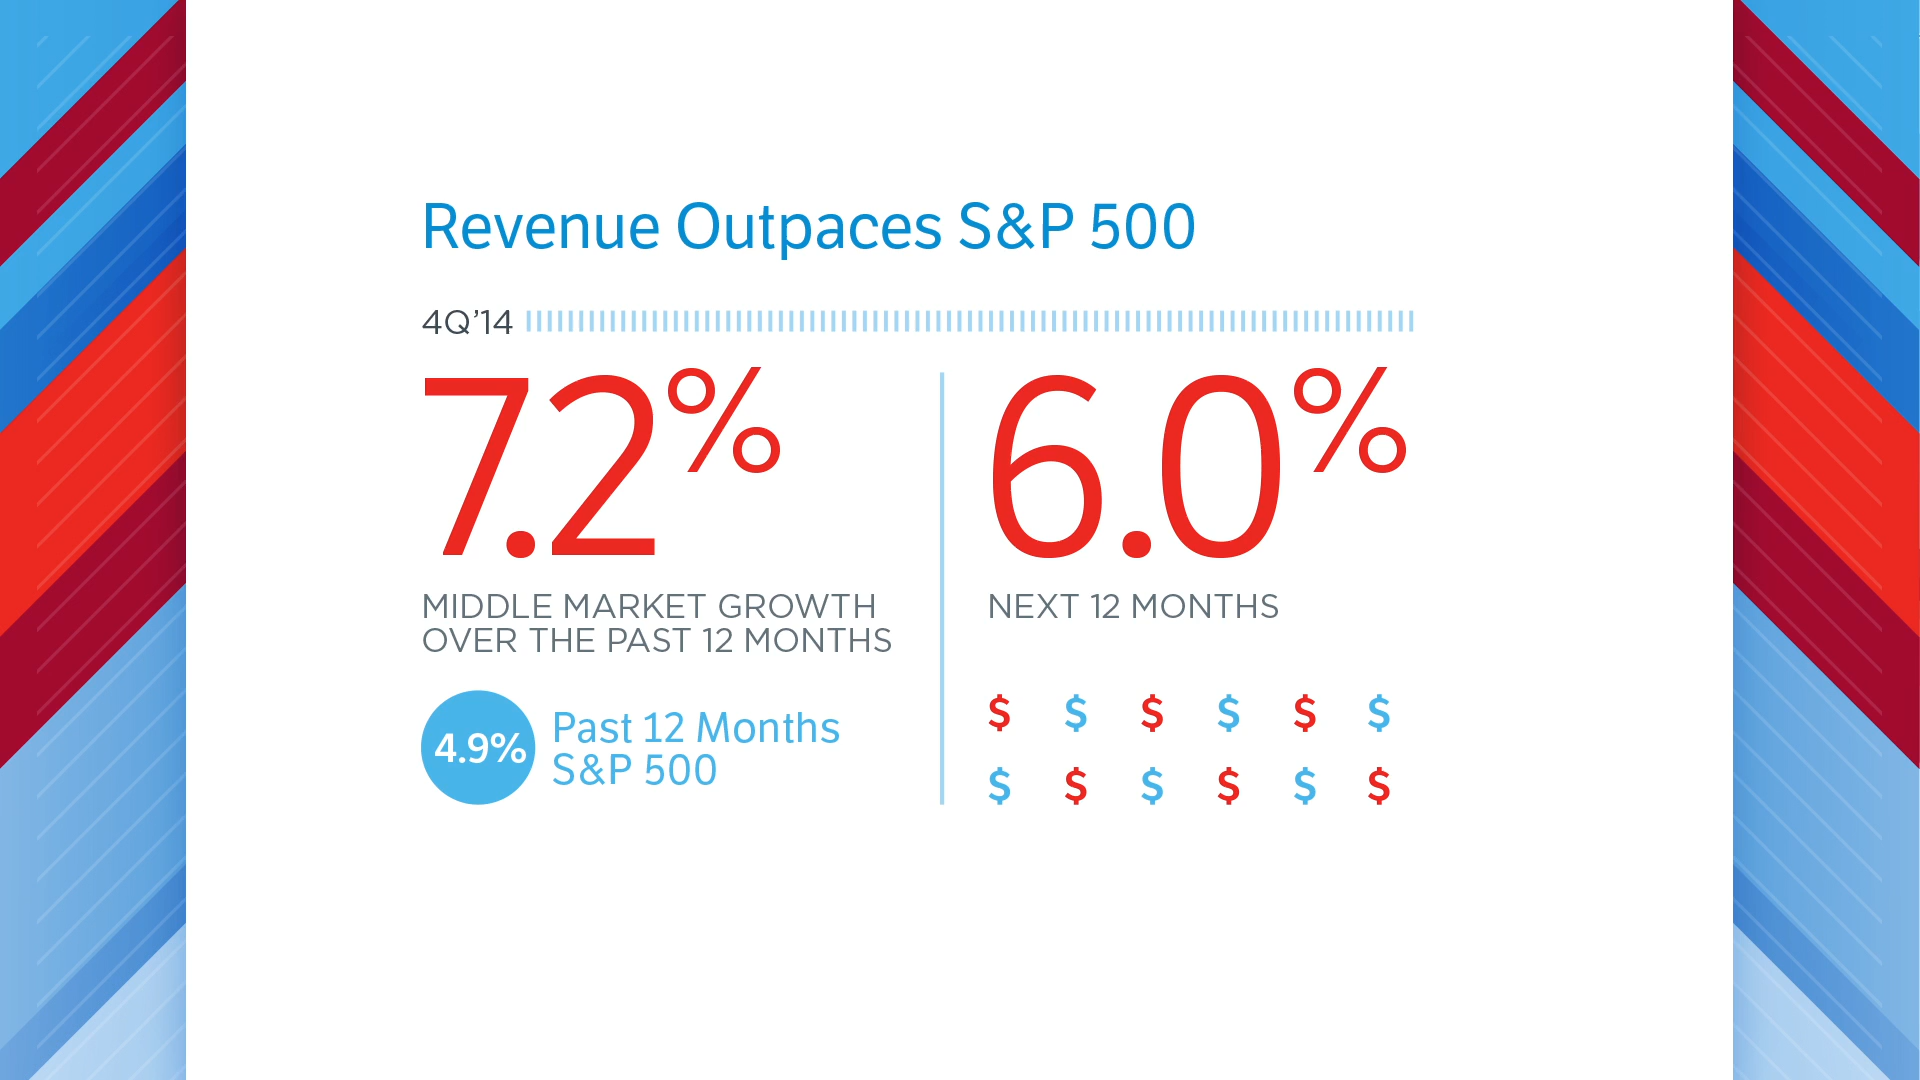 Revenue Outpaces S&P 500
4Q’14
7.2%
MIDDLE MARKET GROWTH
OVER THE PAST 12 MONTHS
4.9%
Past 12 Months
S&P 500
6.0%
NEXT 12 MONTHS
$ $ $ $ $ $
$ $ $ $ $ $